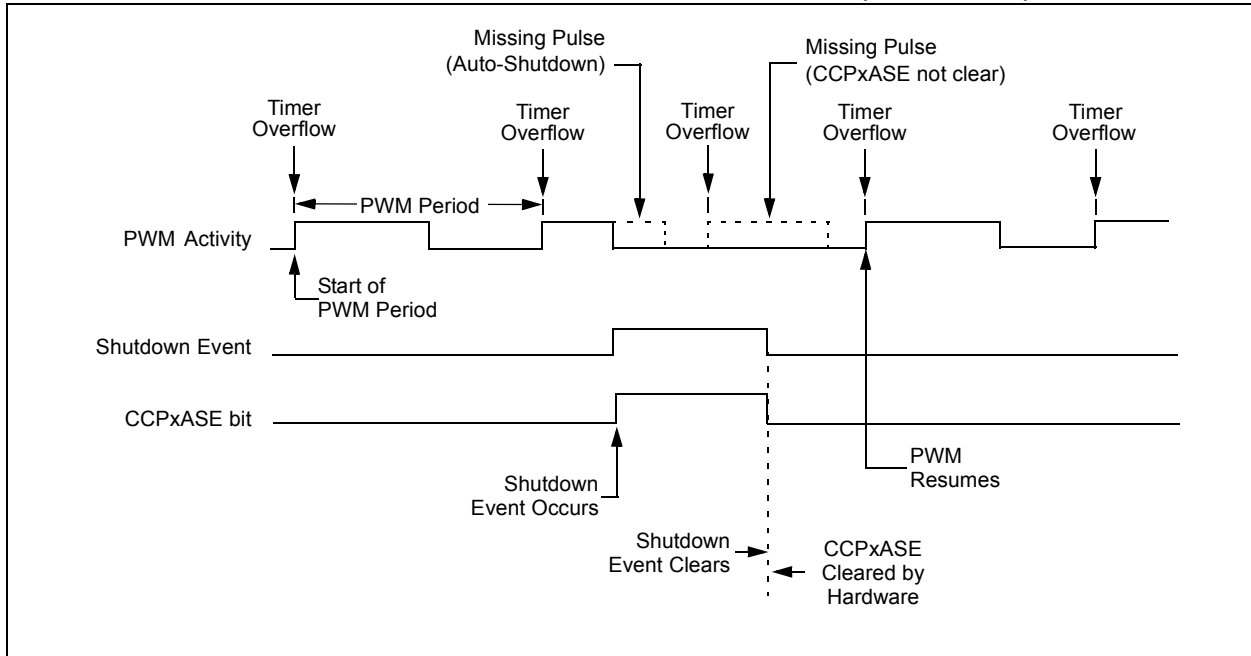 Missing Pulse
(Auto-Shutdown)
Missing Pulse
(CCPxASE not clear)
Timer
Overflow
Timer
Overflow
Timer
Overflow
Timer
Overflow
Timer
Overflow
PWM Period
PWM Activity
Start of
PWM Period
Shutdown Event
CCPxASE bit
Shutdown
Event Occurs
PWM
Resumes
Shutdown
Event Clears
CCPxASE
Cleared by
Hardware